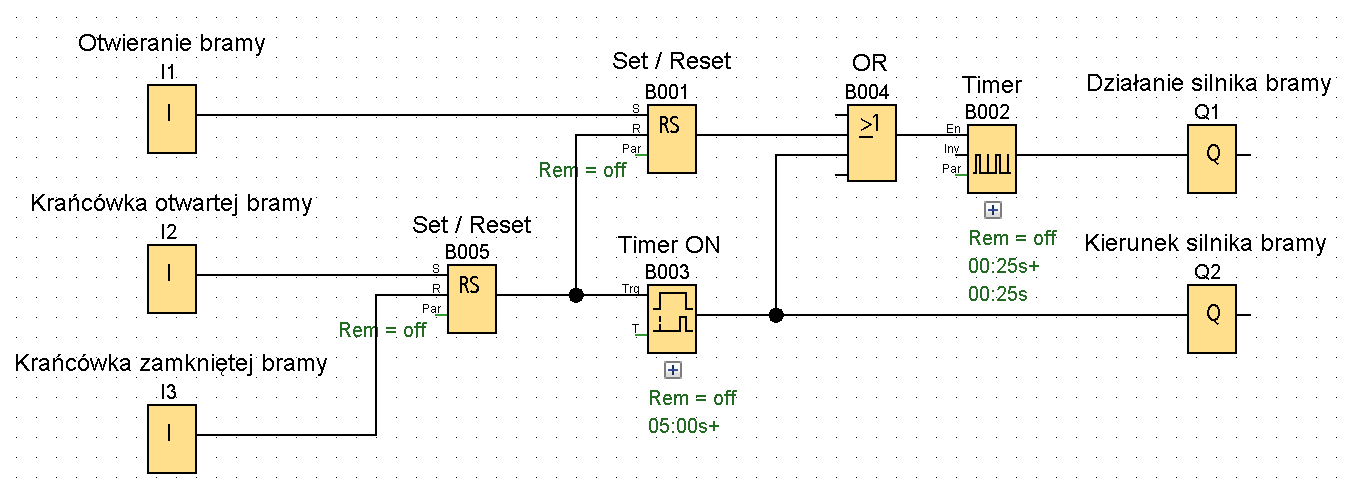 Otwieranie bramy
I1
I
Krańcówka otwartej bramy
I2
I
Krańcówka zamkniętej bramy
I3
I
Set / Reset
B005
S
R
Par
RS
Rem = off
Set / Reset
B001
S
R
Par
RS
Rem = off
Timer ON
B003
Trg
T
Rem = off
05:00s+
OR
B004
≥1
Timer
B002
En
Inv
Par
Rem = off
00:25s+
00:25s
Działanie silnika bramy
Q1
Q
Kierunek silnika bramy
Q2
Q